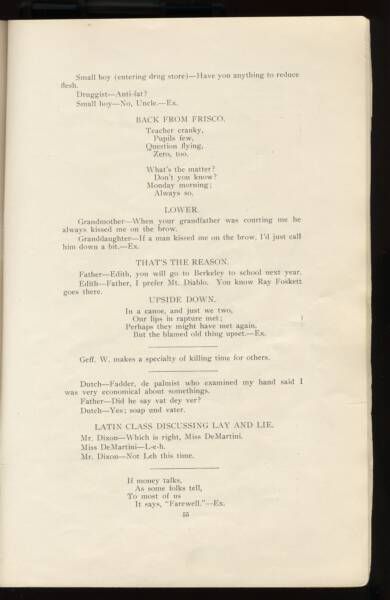 Small boy (entering drug store)—Have you anything to reduce
flesh.
Druggist—Anti-fat?
Small boy—No, Uncle.—Ex.
BACK FROM FRISCO.
Teacher cranky,
Pupils few,
Question flying,
Zero, too.
What's the matter?
Don't you know?
Monday morning;
Always so.
LOWER.
Grandmother—When your grandfather was courting me he
always kissed me on the brow.
Granddaughter—If a man kissed me on the brow, I'd just call
him down a bit.—Ex.
THAT'S THE REASON.
Father—Edith, you will go to Berkeley to school next year.
Edith—Father, I prefer Mt. Diablo. You know Ray Foskett
goes there.
UPSIDE DOWN.
In a canoe, and just we two,
Our lips in rapture met;
Perhaps they might have met again,
But the blamed old thing upset.—Ex.
Geff. W. makes a specialty of killing time for others.
Dutch—Fadder, de palmist who examined my hand said I
was very economical about somethings.
Father—Did he say vat dey ver?
Dutch—Yes; soap und vater.
LATIN CLASS DISCUSSING LAY AND LIE.
Mr. Dixon—Which is right, Miss DeMartini.
Miss DeMartini—L-e-h.
Mr. Dixon—Not Leh this time.
If money talks,
As some folks tell,
To most of us
It says, "Farewell."—Ex.
55